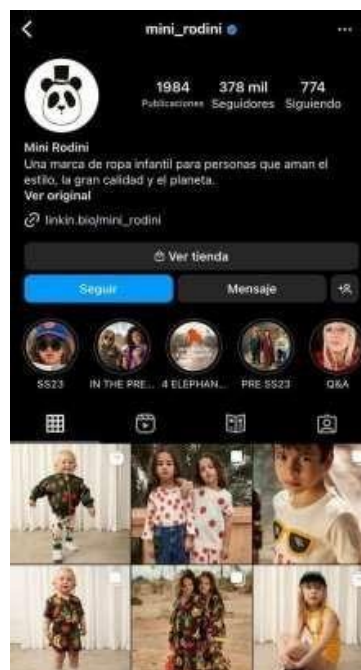 mini_rodini
1984 378 mil 774
Publicaciones Seguidores Siguiendo
Mini Rodini
Una marca de ropa infantil para personas que aman el
estilo, la gran calidad y el planeta.
Ver original
linkin.bio/mini_rodini
Ver tienda
Seguir Mensaje
SS23 IN THE PRE... 4 ELEPHAN... PRE SS23 Q&A